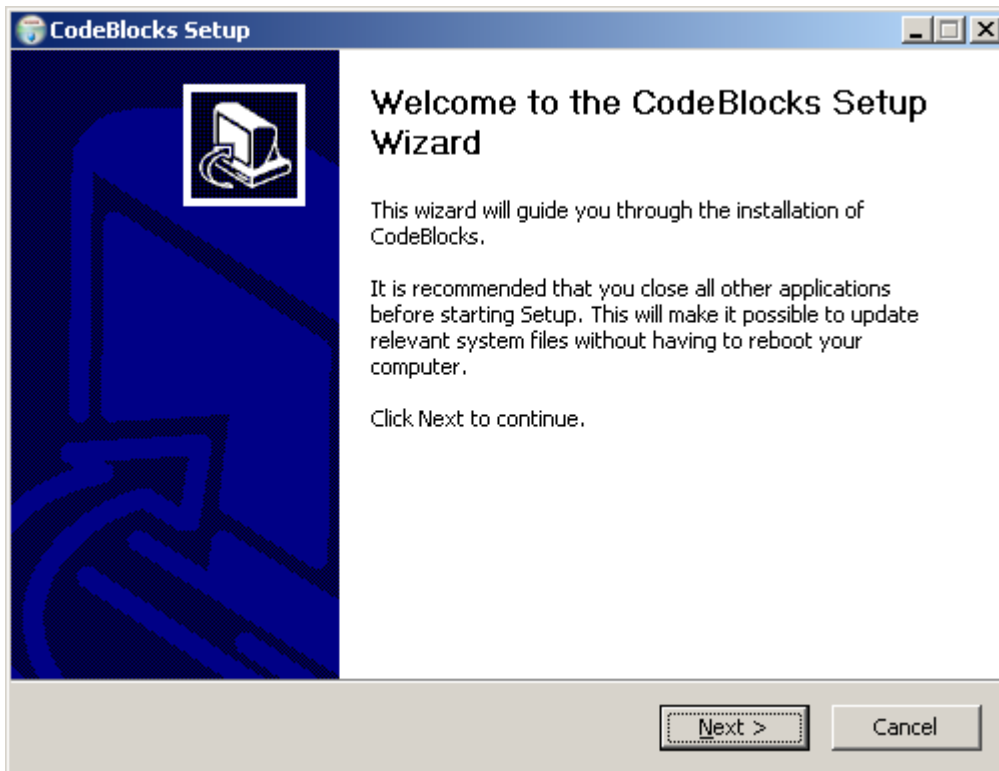 CodeBlocks Setup
Welcome to the CodeBlocks Setup
Wizard
This wizard will guide you through the installation of
CodeBlocks.
It is recommended that you close all other applications
before starting Setup. This will make it possible to update
relevant system files without having to reboot your
computer.
Click Next to continue.
Next >
Cancel